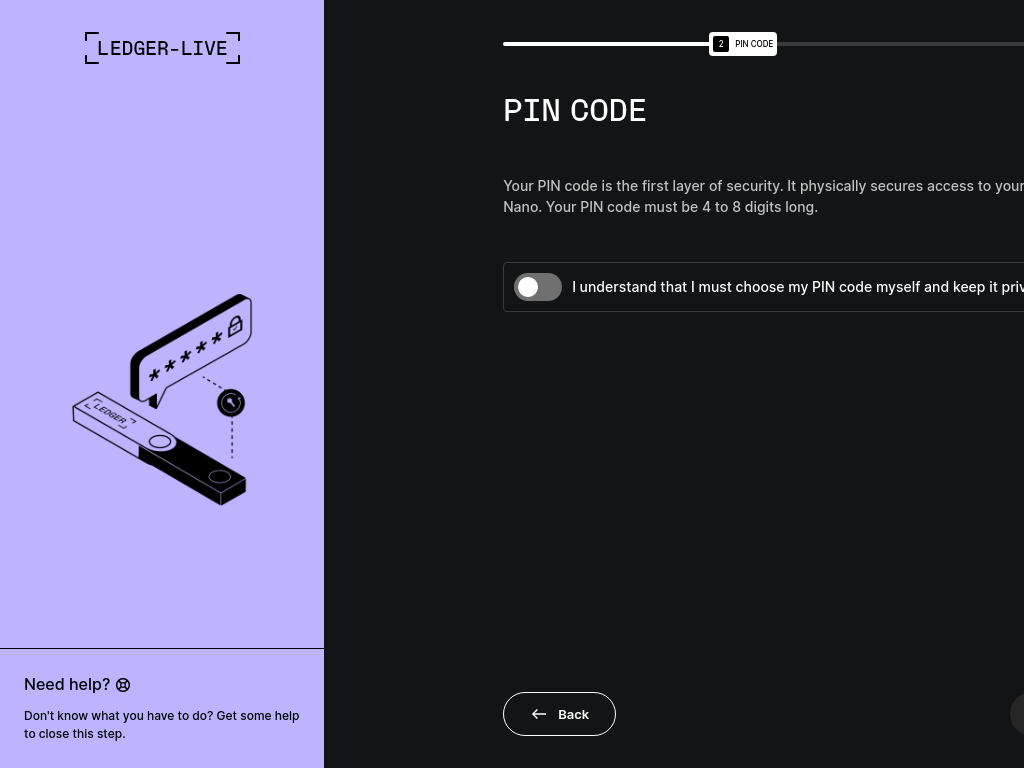 LEDGER-LIVE
2 PIN CODE
PIN CODE
Your PIN code is the first layer of security. It physically secures access to your
Nano. Your PIN code must be 4 to 8 digits long.
I understand that I must choose my PIN code myself and keep it priv
*****
LEDGER
Need help?
Don't know what you have to do? Get some help
to close this step.
Back